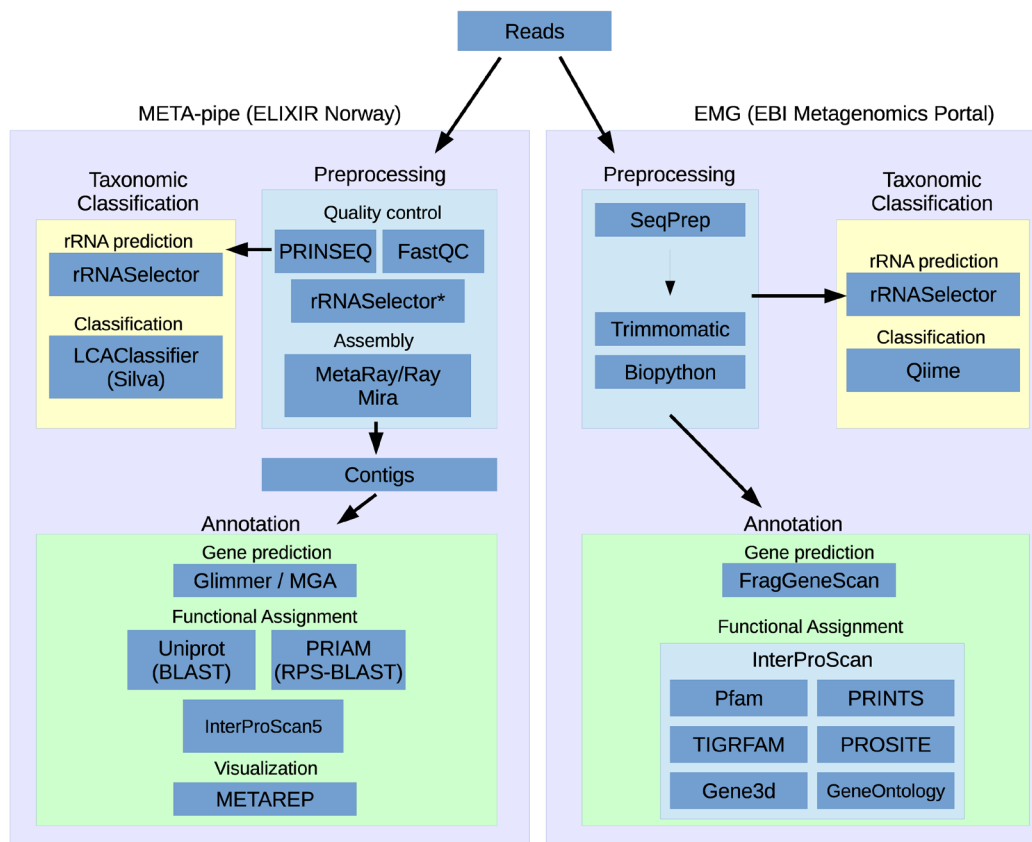 Reads
META-pipe (ELIXIR Norway)
Taxonomic
Classification
rRNA prediction
rRNASelector
Classification
LCAClassifier
(Silva)
Preprocessing
Quality control
PRINSEQ
FastQC
rRNASelector*
Assembly
MetaRay/Ray
Mira
Contigs
Annotation
Gene prediction
Glimmer / MGA
Functional Assignment
Uniprot
(BLAST)
PRIAM
(RPS-BLAST)
InterProScan5
Visualization
METAREP
EMG (EBI Metagenomics Portal)
Preprocessing
SeqPrep
Trimmomatic
Biopython
Taxonomic
Classification
rRNA prediction
rRNASelector
Classification
Qiime
Annotation
Gene prediction
FragGeneScan
Functional Assignment
InterProScan
Pfam
PRINTS
TIGRFAM
PROSITE
Gene3d
GeneOntology